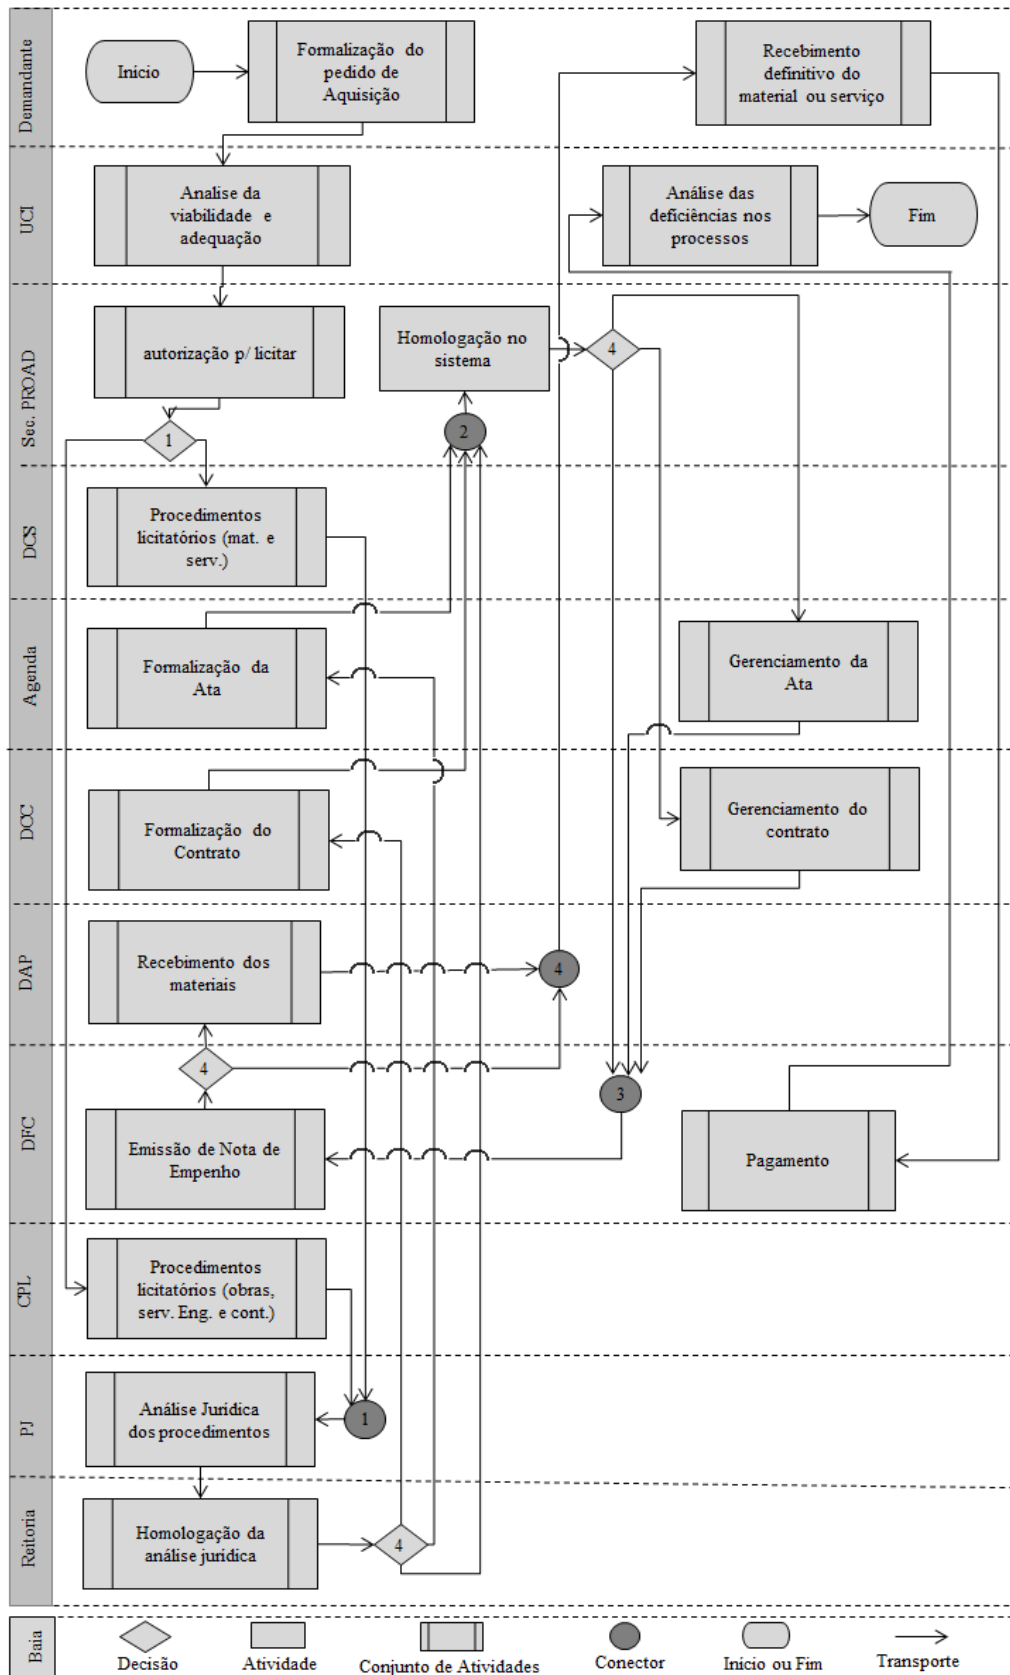 Demandante
Inicio
Formalização do
pedido de
Aquisição
Recebimento
definitivo do
material ou serviço
UCI
Analise da
viabilidade e
adequação
Análise das
deficiências nos
processos
Fim
Sec. PROAD
autorização p/ licitar
Homologação no
sistema
4
1
2
DCS
Procedimentos
licitatórios (mat. e
serv.)
Agenda
Formalização da
Ata
Gerenciamento da
Ata
DCC
Formalização do
Contrato
Gerenciamento do
contrato
DAP
Recebimento dos
materiais
4
DFC
4
3
Emissão de Nota de
Empenho
Pagamento
CPL
Procedimentos
licitatórios (obras,
serv. Eng. e cont.)
PJ
Análise Jurídica
dos procedimentos
1
Reitoria
Homologação da
análise jurídica
4
Baia
Decisão
Atividade
Conjunto de Atividades
Conector
Inicio ou Fim
Transporte